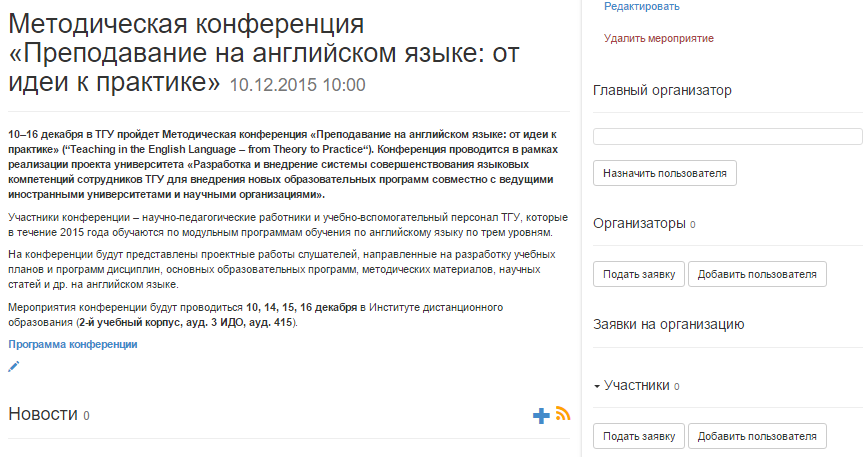 Методическая конференция
«Преподавание на английском языке: от
идеи к практике» 10.12.2015 10:00
10–16 декабря в ТГУ пройдет Методическая конференция «Преподавание на английском языке: от идеи к
практике» (“Teaching in the English Language – from Theory to Practice“). Конференция проводится в рамках
реализации проекта университета «Разработка и внедрение системы совершенствования языковых
компетенций сотрудников ТГУ для внедрения новых образовательных программ совместно с ведущими
иностранными университетами и научными организациями».
Участники конференции – научно-педагогические работники и учебно-вспомогательный персонал ТГУ, которые
в течение 2015 года обучаются по модульным программам обучения по английскому языку по трем уровням.
На конференции будут представлены проектные работы слушателей, направленные на разработку учебных
планов и программ дисциплин, основных образовательных программ, методических материалов, научных
статей и др. на английском языке.
Мероприятия конференции будут проводиться 10, 14, 15, 16 декабря в Институте дистанционного
образования (2-й учебный корпус, ауд. 3 ИДО, ауд. 415).
Программа конференции
Новости 0
Редактировать
Удалить мероприятие
Главный организатор
Назначить пользователя
Организаторы 0
Подать заявку Добавить пользователя
Заявки на организацию
Участники 0
Подать заявку Добавить пользователя